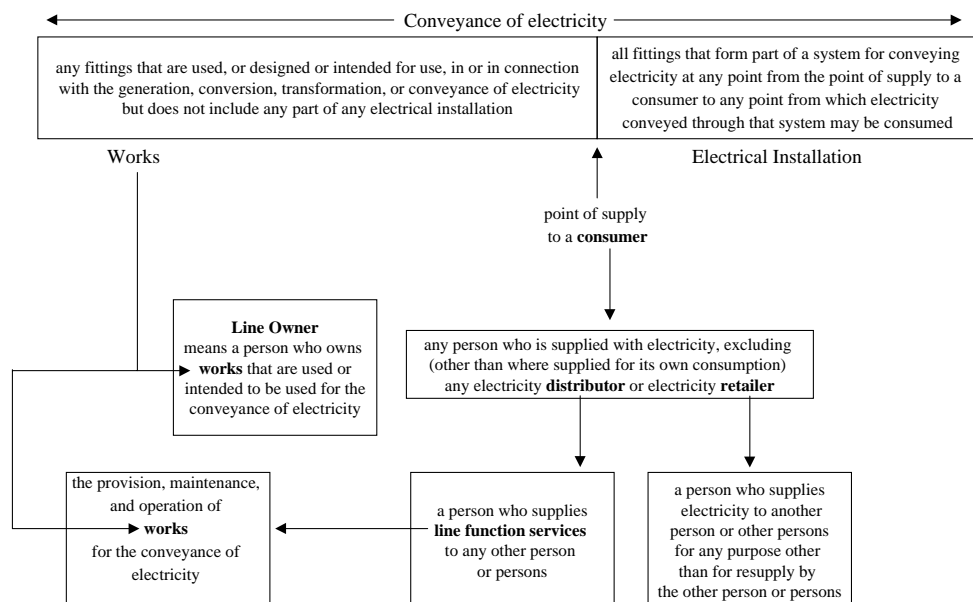 Conveyance of electricity
any fittings that are used, or designed or intended for use, in or in connection
with the generation, conversion, transformation, or conveyance of electricity
but does not include any part of any electrical installation
all fittings that form part of a system for conveying
electricity at any point from the point of supply to a
consumer to any point from which electricity
conveyed through that system may be consumed
Works
Electrical Installation
point of supply
to a consumer
Line Owner
means a person who owns
works that are used or
intended to be used for the
conveyance of electricity
any person who is supplied with electricity, excluding
(other than where supplied for its own consumption)
any electricity distributor or electricity retailer
the provision, maintenance,
and operation of
works
for the conveyance of
electricity
a person who supplies
line function services
to any other person
or persons
a person who supplies
electricity to another
person or other persons
for any purpose other
than for resupply by
the other person or persons